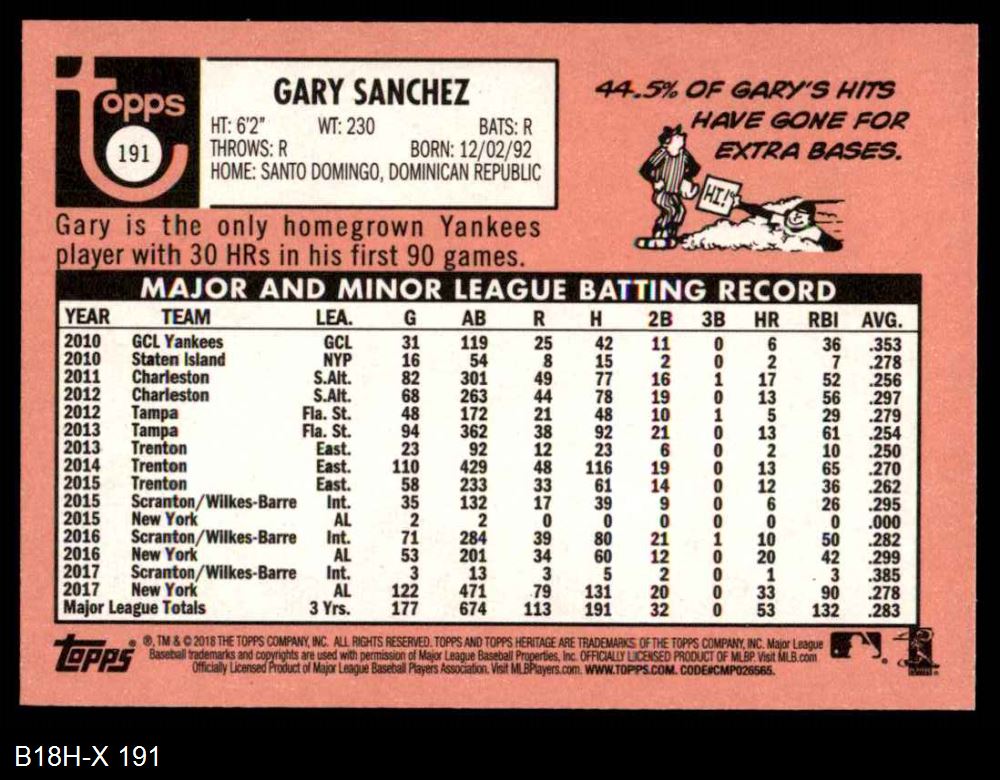 topps
191
GARY SANCHEZ
HT: 6'2" WT: 230 BATS: R
THROWS: R BORN: 12/02/92
HOME: SANTO DOMINGO, DOMINICAN REPUBLIC
44.5% OF GARY'S HITS
HAVE GONE FOR
EXTRA BASES.
HI!
Gary is the only homegrown Yankees
player with 30 HRs in his first 90 games.
MAJOR AND MINOR LEAGUE BATTING RECORD
YEAR TEAM LEA. G AB R H 2B 3B HR RBI AVG.
2010 GCL Yankees GCL 31 119 25 42 11 0 6 36 .353
2010 Staten Island NYP 16 54 8 15 2 0 2 7 .278
2011 Charleston S.Alt. 82 301 49 77 16 1 17 52 .256
2012 Charleston S.Alt. 68 263 44 78 19 0 13 56 .297
2012 Tampa Fla. St. 48 172 21 48 10 1 5 29 .279
2013 Tampa Fla. St. 94 362 38 92 21 0 13 61 .254
2013 Trenton East. 23 92 12 23 6 0 2 10 .250
2014 Trenton East. 110 429 48 116 19 0 13 65 .270
2015 Trenton East. 58 233 33 61 14 0 12 36 .262
2015 Scranton/Wilkes-Barre Int. 35 132 17 39 9 0 6 26 .295
2015 New York AL 2 2 0 0 0 0 0 0 .000
2016 Scranton/Wilkes-Barre Int. 71 284 39 80 21 1 10 50 .282
2016 New York AL 53 201 34 60 12 0 20 42 .299
2017 Scranton/Wilkes-Barre Int. 3 13 3 5 2 0 1 3 .385
2017 New York AL 122 471 79 131 20 0 33 90 .278
Major League Totals 3 Yrs. 177 674 113 191 32 0 53 132 .283
Topps ®, TM & © 2018 THE TOPPS COMPANY, INC. ALL RIGHTS RESERVED. TOPPS AND TOPPS HERITAGE ARE TRADEMARKS OF THE TOPPS COMPANY, INC. Major League
Baseball trademarks and copyrights are used with permission of Major League Baseball Properties, Inc. OFFICIALLY LICENSED PRODUCT OF MLBP. Visit MLB.com
Officially Licensed Product of Major League Baseball Players Association. Visit MLBPlayers.com. WWW.TOPPS.COM. CODE#CMP026565.
B18H-X 191